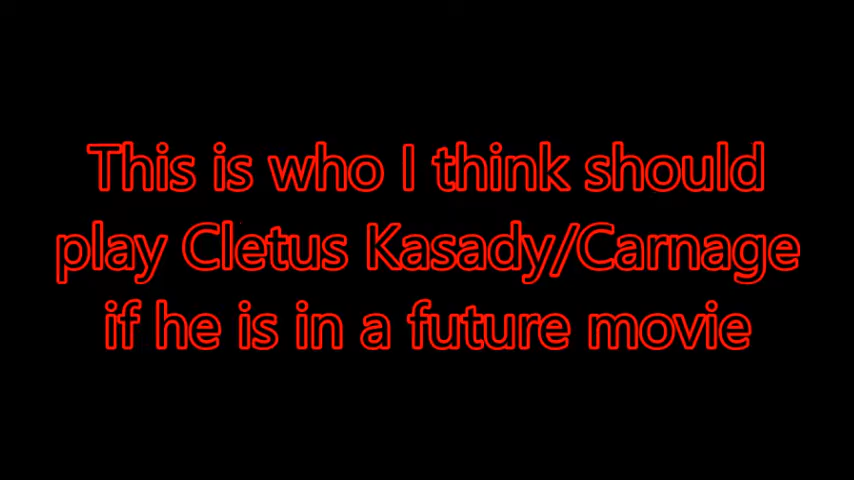 This is who I think should
play Cletus Kasady/Carnage
if he is in a future movie